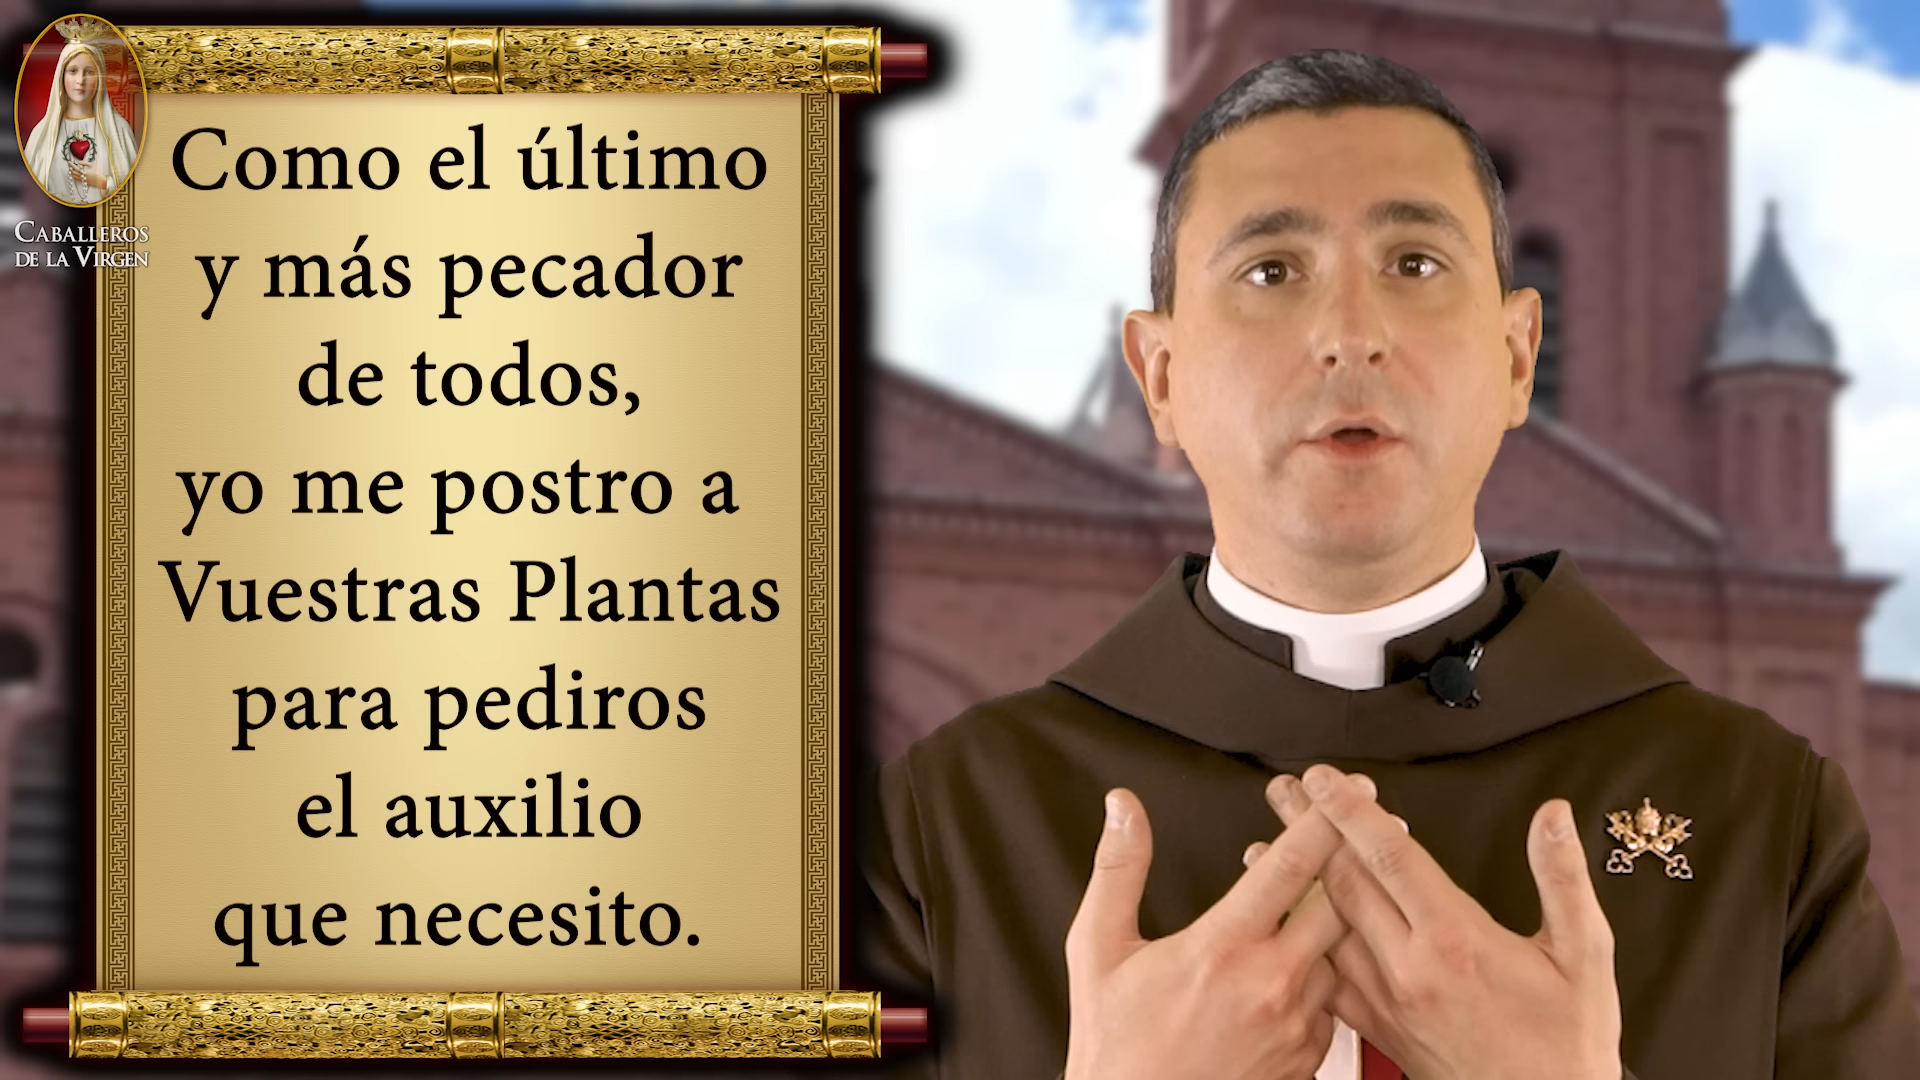 CABALLEROS
DE LA VIRGEN
Como el último
y más pecador
de todos,
yo me postro a
Vuestras Plantas
para pediros
el auxilio
que necesito.